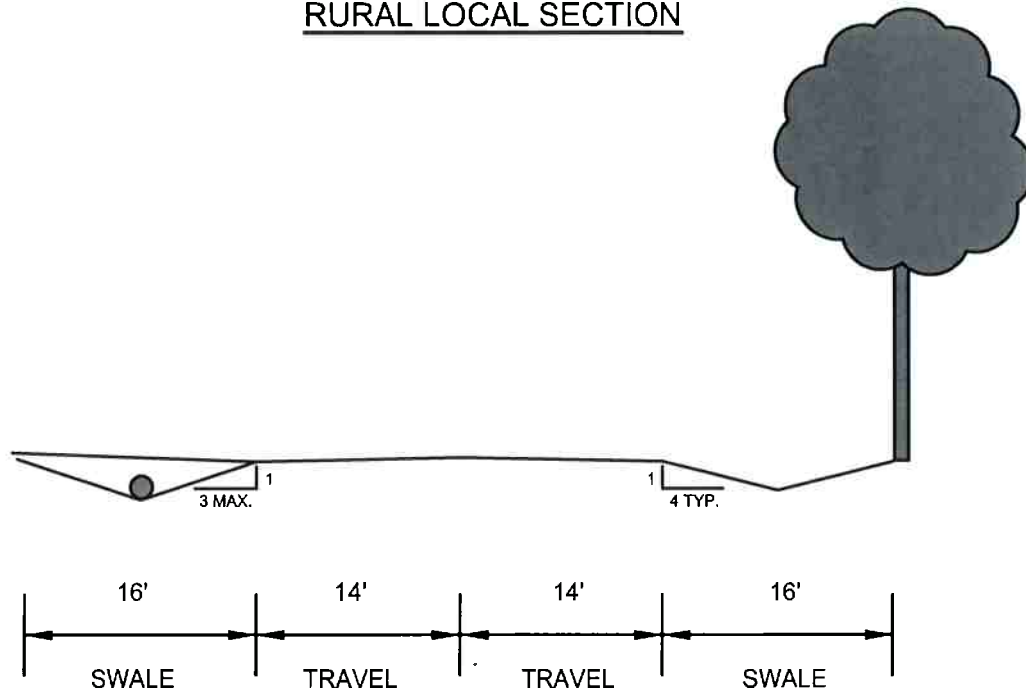 RURAL LOCAL SECTION
1
3 MAX.
1
4 TYP.
16' 14' 14' 16'
SWALE TRAVEL TRAVEL SWALE